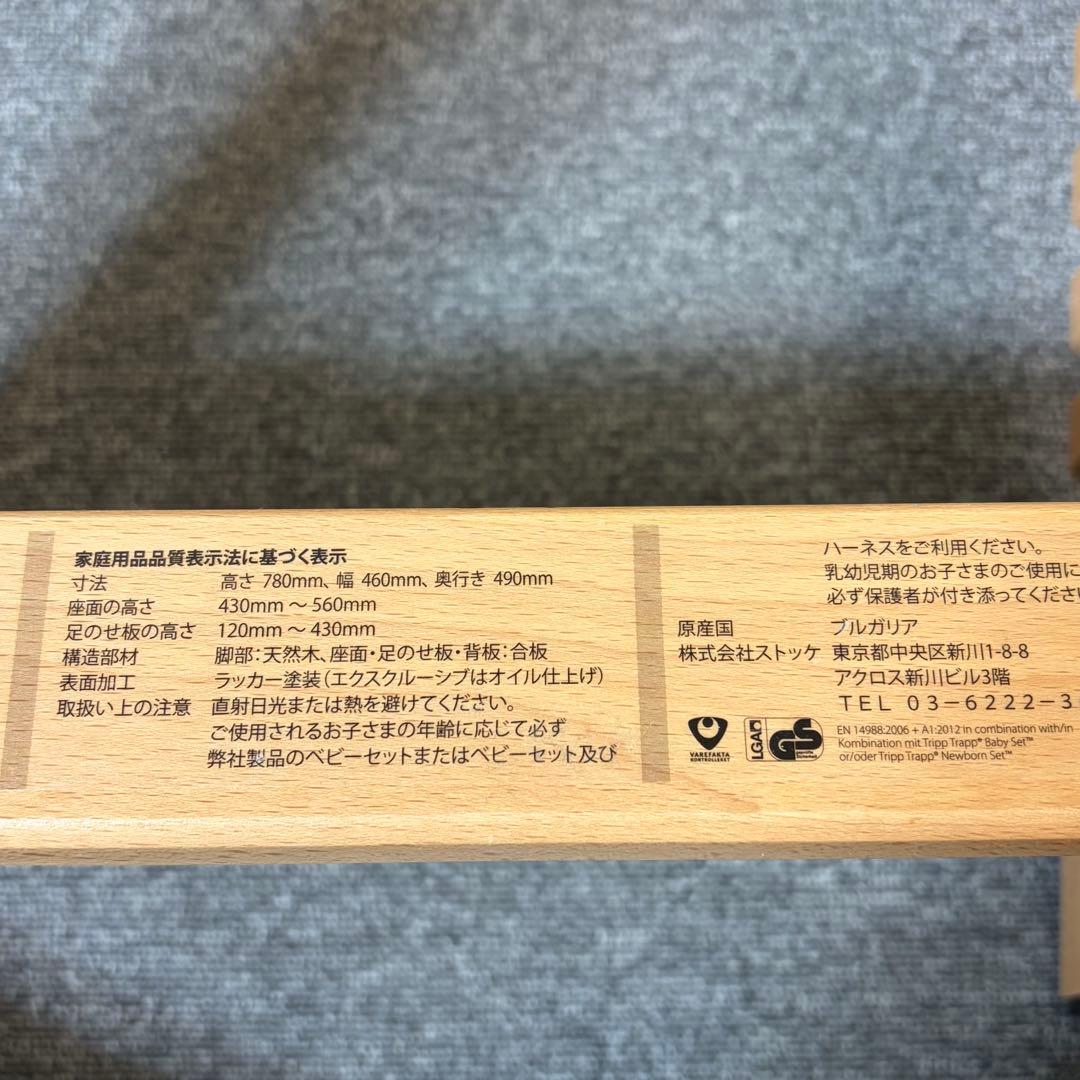 家庭用品品質表示法に基づく表示
寸法 高さ 780mm、幅 460mm、奥行き 490mm
座面の高さ 430mm 〜 560mm
足のせ板の高さ 120mm 〜 430mm
構造部材 脚部:天然木、座面・足のせ板・背板:合板
表面加工 ラッカー塗装(エクスクルーシブはオイル仕上げ)
取扱い上の注意 直射日光または熱を避けてください。
ご使用されるお子さまの年齢に応じて必ず
弊社製品のベビーセットまたはベビーセット及び
ハーネスをご利用ください。
乳幼児期のお子さまのご使用に
必ず保護者が付き添ってくださ
原産国 ブルガリア
株式会社ストッケ 東京都中央区新川1-8-8
アクロス新川ビル3階
TEL 03-6222-3
VAREFAKTA
KONTROLLERET
LGA
GS
geprüfte
Sicherheit
EN 14988:2006 + A1:2012 in combination with/in
Kombination mit Tripp Trapp® Baby Set™
or/oder Tripp Trapp® Newborn Set™